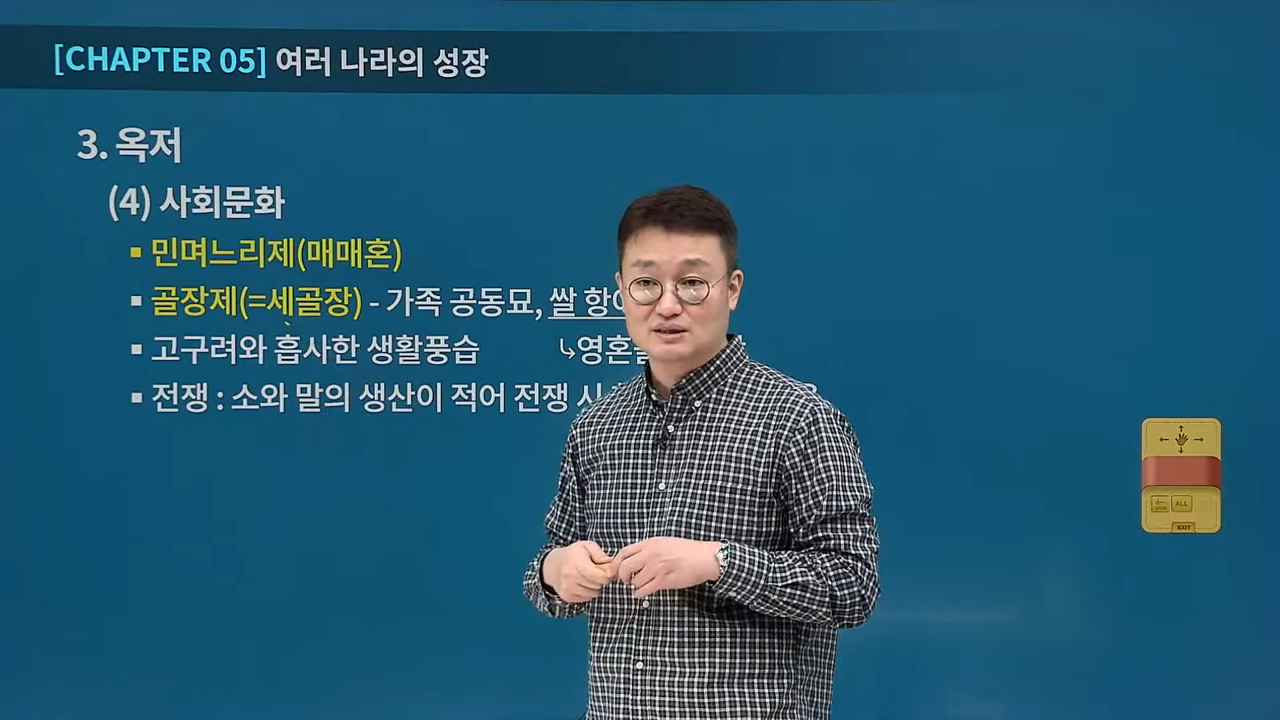 [CHAPTER 05] 여러 나라의 성장
3. 옥저
(4) 사회문화
▪ 민며느리제(매매혼)
▪ 골장제(=세골장) - 가족 공동묘, 쌀
▪ 고구려와 흡사한 생활풍습
↳영혼을
▪ 전쟁 : 소와 말의 생산이 적어 전쟁
ALL
EXIT